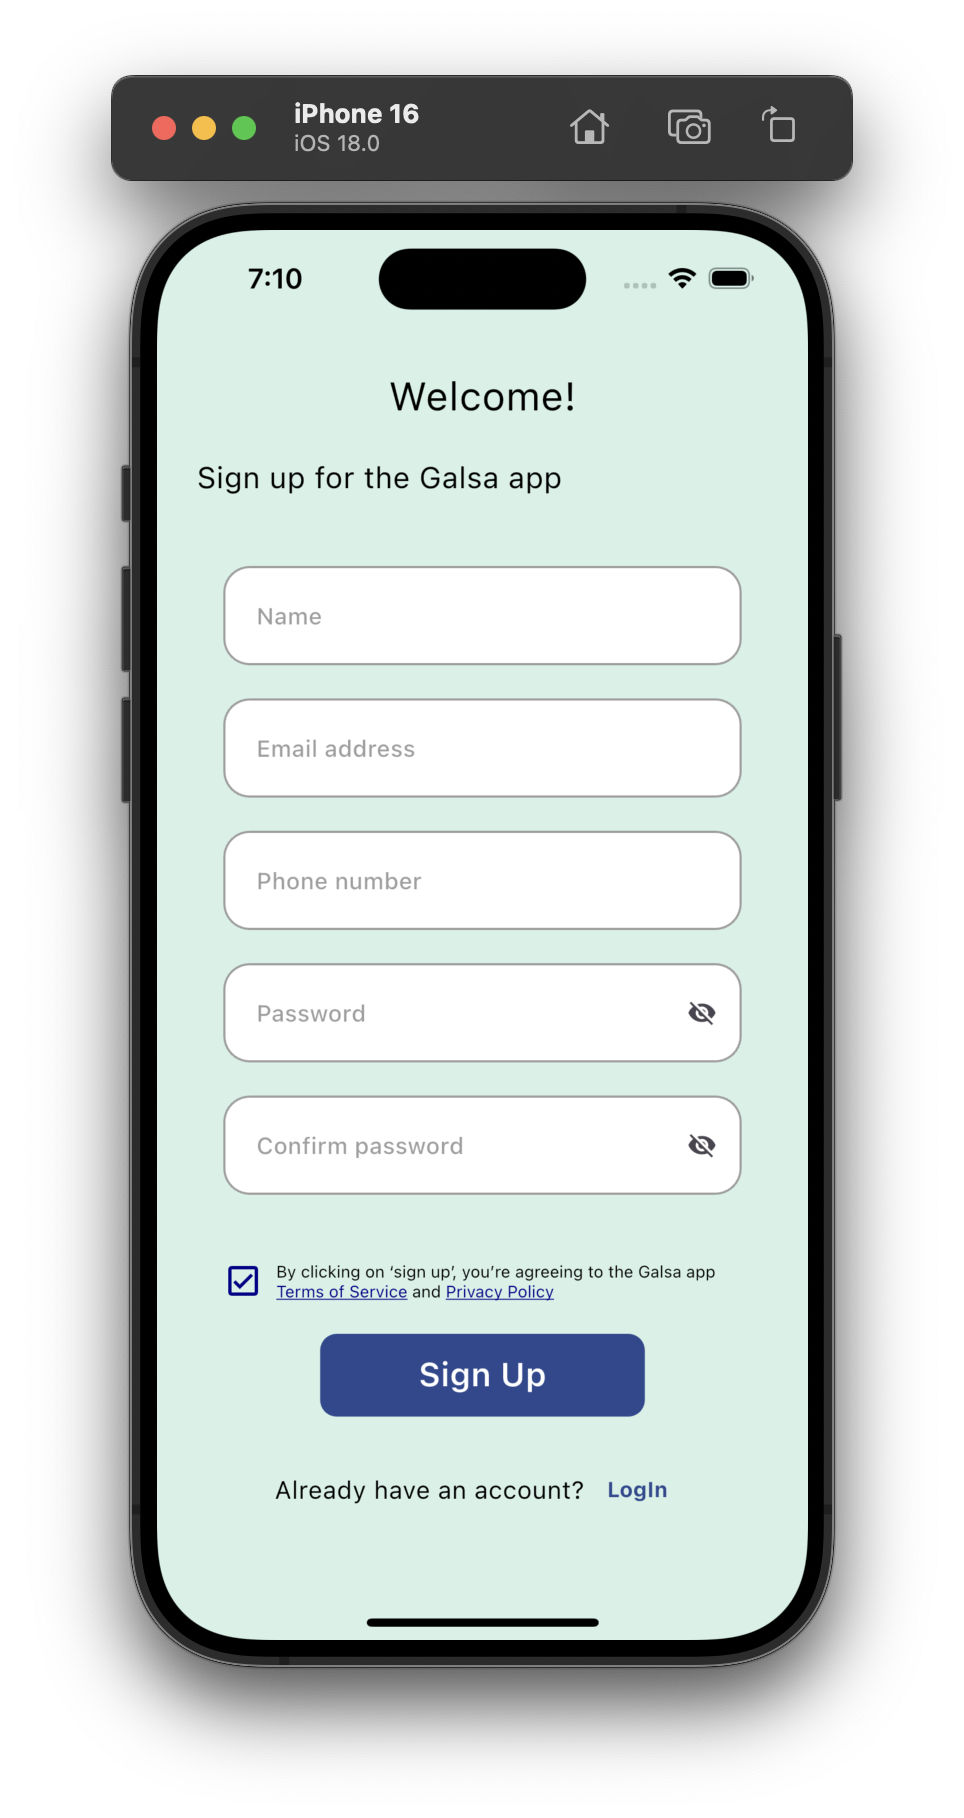 iPhone 16
iOS 18.0
7:10
Welcome!
Sign up for the Galsa app
Name
Email address
Phone number
Password
Confirm password
By clicking on ‘sign up’, you’re agreeing to the Galsa app
Terms of Service and Privacy Policy
Sign Up
Already have an account? LogIn